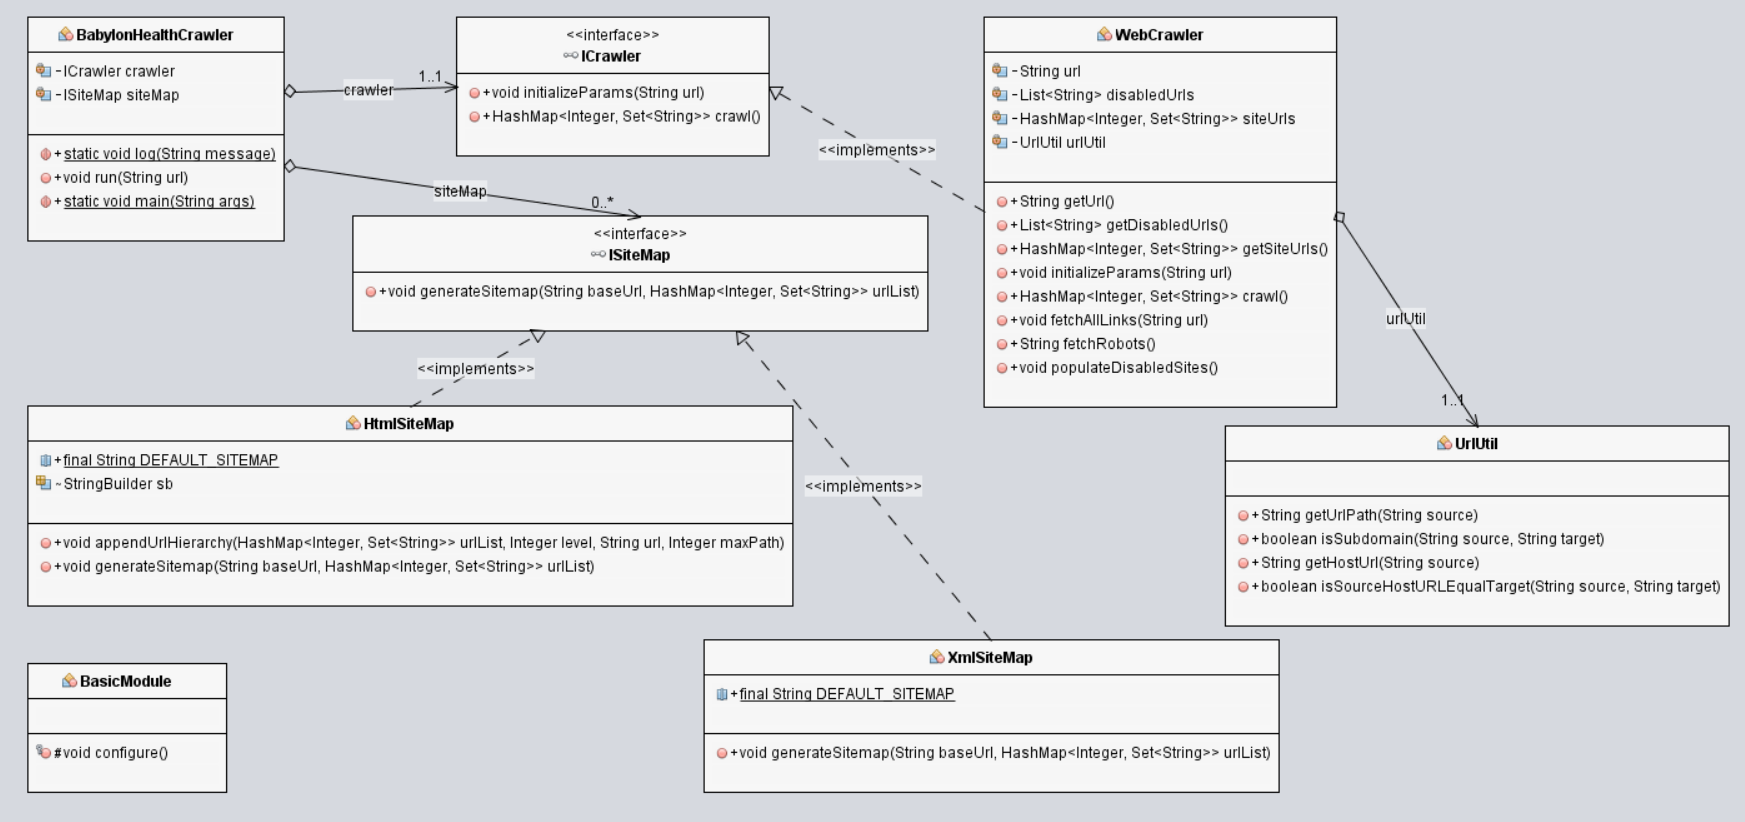 BabylonHealthCrawler
-ICrawler crawler
-ISiteMap siteMap
+static void log(String message)
+void run(String url)
+static void main(String args)
crawler
1..1
siteMap
0..*
<<interface>>
ICrawler
+void initializeParams(String url)
+HashMap<Integer, Set<String>> crawl()
<<implements>>
WebCrawler
-String url
-List<String> disabledUrls
-HashMap<Integer, Set<String>> siteUrls
-UrlUtil urlUtil
+String getUrl()
+List<String> getDisabledUrls()
+HashMap<Integer, Set<String>> getSiteUrls()
+void initializeParams(String url)
+HashMap<Integer, Set<String>> crawl()
+void fetchAllLinks(String url)
+String fetchRobots()
+void populateDisabledSites()
<<interface>>
ISiteMap
+void generateSitemap(String baseUrl, HashMap<Integer, Set<String>> urlList)
urlUtil
1..1
<<implements>>
<<implements>>
HtmlSiteMap
+final String DEFAULT_SITEMAP
~StringBuilder sb
+void appendUrlHierarchy(HashMap<Integer, Set<String>> urlList, Integer level, String url, Integer maxPath)
+void generateSitemap(String baseUrl, HashMap<Integer, Set<String>> urlList)
UrlUtil
+String getUrlPath(String source)
+boolean isSubdomain(String source, String target)
+String getHostUrl(String source)
+boolean isSourceHostURLEqualTarget(String source, String target)
BasicModule
#void configure()
XmlSiteMap
+final String DEFAULT_SITEMAP
+void generateSitemap(String baseUrl, HashMap<Integer, Set<String>> urlList)